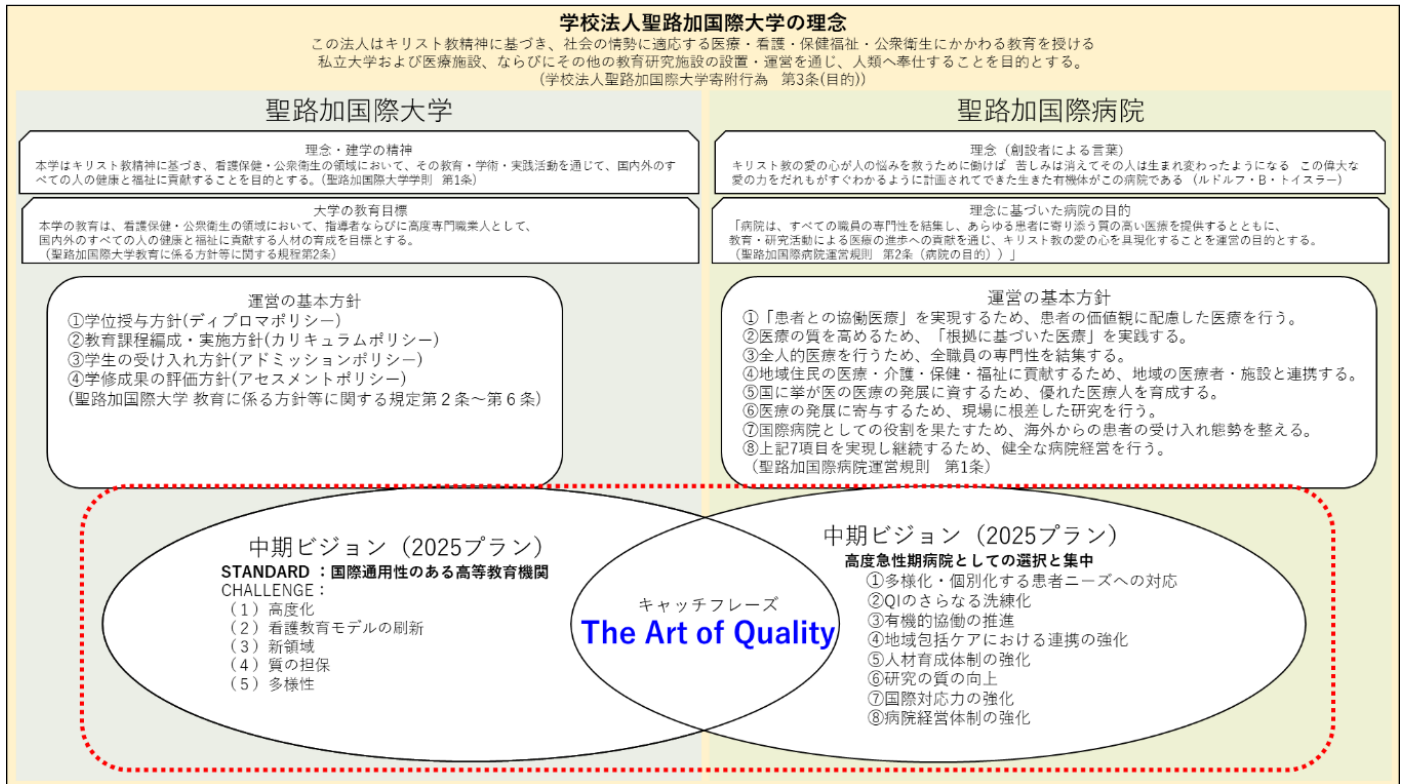 学校法人聖路加国際大学の理念
この法人はキリスト教精神に基づき、社会の情勢に適応する医療・看護・保健福祉・公衆衛生にかかわる教育を授ける
私立大学および医療施設、ならびにその他の教育研究施設の設置・運営を通じ、人類へ奉仕することを目的とする。
(学校法人聖路加国際大学寄附行為 第3条(目的))
聖路加国際大学
理念・建学の精神
本学はキリスト教精神に基づき、看護保健・公衆衛生の領域において、その教育・学術・実践活動を通じて、国内外のす
べての人の健康と福祉に貢献することを目的とする。(聖路加国際大学学則 第1条)
大学の教育目標
本学の教育は、看護保健・公衆衛生の領域において、指導者ならびに高度専門職業人として、
国内外のすべての人の健康と福祉に貢献する人材の育成を目標とする。
(聖路加国際大学教育に係る方針等に関する規程第2条)
運営の基本方針
①学位授与方針(ディプロマポリシー)
②教育課程編成・実施方針(カリキュラムポリシー)
③学生の受け入れ方針(アドミッションポリシー)
④学修成果の評価方針(アセスメントポリシー)
(聖路加国際大学 教育に係る方針等に関する規定第2条~第6条)
聖路加国際病院
理念(創設者による言葉)
キリスト教の愛の心が人の悩みを救うために働けば 苦しみは消えてその人は生まれ変わったようになる この偉大な
愛の力をだれもがすぐわかるように計画されてできた生きた有機体がこの病院である (ルドルフ・B・トイスラー)
理念に基づいた病院の目的
「病院は、すべての職員の専門性を結集し、あらゆる患者に寄り添う質の高い医療を提供するとともに、
教育・研究活動による医療の進歩への貢献を通じ、キリスト教の愛の心を具現化することを運営の目的とする。
(聖路加国際病院運営規則 第2条(病院の目的))」
運営の基本方針
①「患者との協働医療」を実現するため、患者の価値観に配慮した医療を行う。
②医療の質を高めるため、「根拠に基づいた医療」を実践する。
③全人的医療を行うため、全職員の専門性を結集する。
④地域住民の医療・介護・保健・福祉に貢献するため、地域の医療者・施設と連携する。
⑤国に挙が医の医療の発展に資するため、優れた医療人を育成する。
⑥医療の発展に寄与するため、現場に根差した研究を行う。
⑦国際病院としての役割を果たすため、海外からの患者の受け入れ態勢を整える。
⑧上記7項目を実現し継続するため、健全な病院経営を行う。
(聖路加国際病院運営規則 第1条)
中期ビジョン(2025プラン)
STANDARD :国際通用性のある高等教育機関
CHALLENGE:
(1)高度化
(2)看護教育モデルの刷新
(3)新領域
(4)質の担保
(5)多様性
キャッチフレーズ
The Art of Quality
中期ビジョン(2025プラン)
高度急性期病院としての選択と集中
①多様化・個別化する患者ニーズへの対応
②QIのさらなる洗練化
③有機的協働の推進
④地域包括ケアにおける連携の強化
⑤人材育成体制の強化
⑥研究の質の向上
⑦国際対応力の強化
⑧病院経営体制の強化